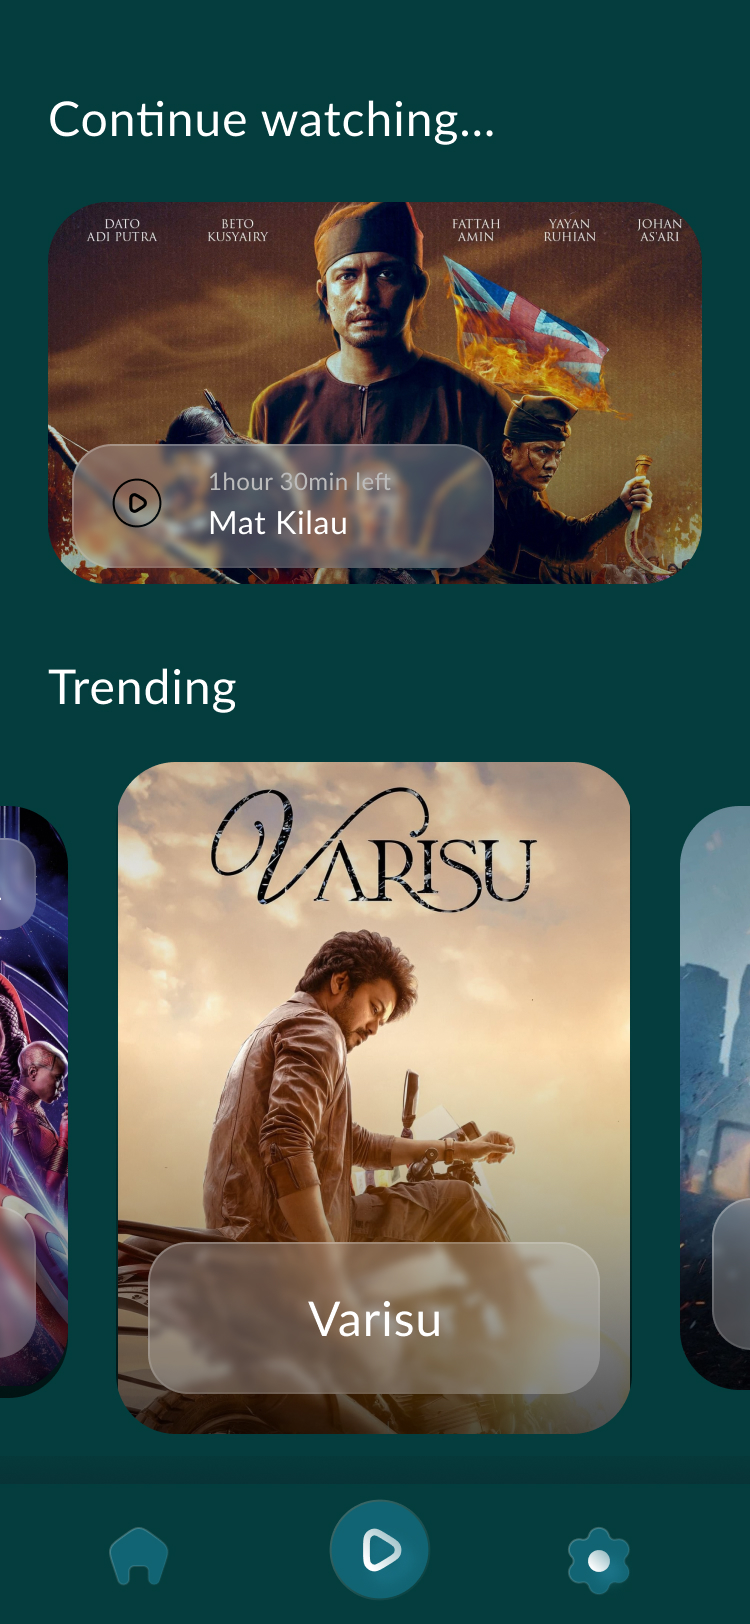 Continue watching...
DATO
ADI PUTRA
BETO
KUSYAIRY
FATTAH
AMIN
YAYAN
RUHIAN
JOHAN
AS'ARI
1hour 30min left
Mat Kilau
Trending
VARISU
Varisu